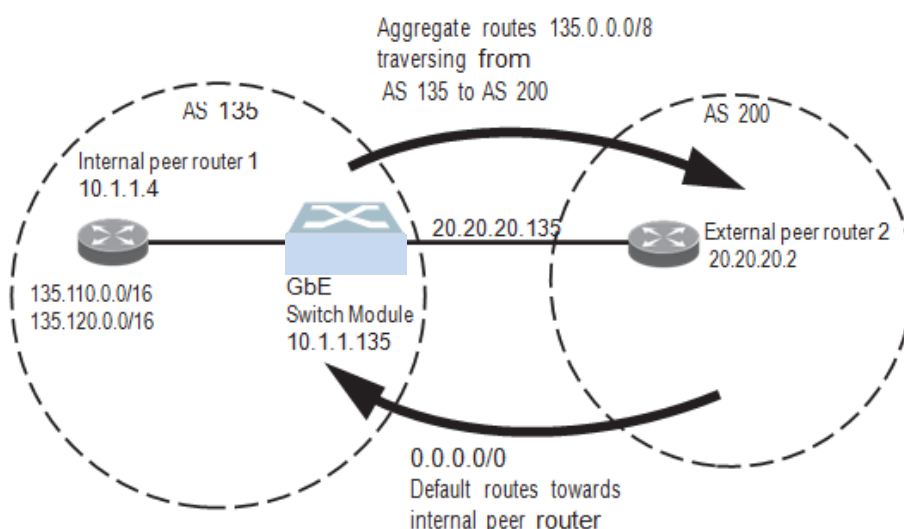 Aggregate routes 135.0.0.0/8
traversing from
AS 135 to AS 200
AS 135
AS 200
Internal peer router 1
10.1.1.4
20.20.20.135
External peer router 2
20.20.20.2
135.110.0.0/16
135.120.0.0/16
GbE
Switch Module
10.1.1.135
0.0.0.0/0
Default routes towards
internal peer router